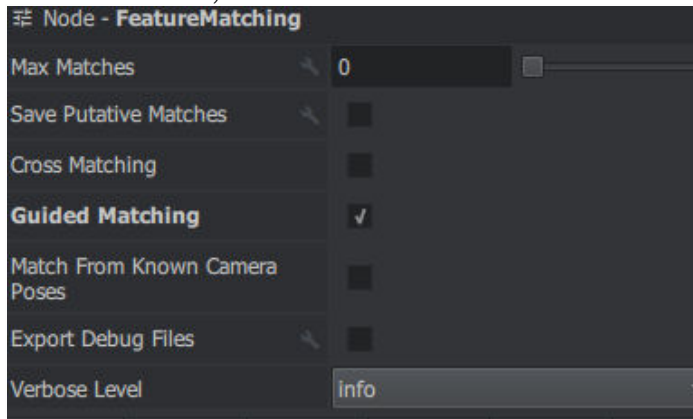 Node - FeatureMatching
Max Matches 0
Save Putative Matches
Cross Matching
Guided Matching
Match From Known Camera
Poses
Export Debug Files
Verbose Level info